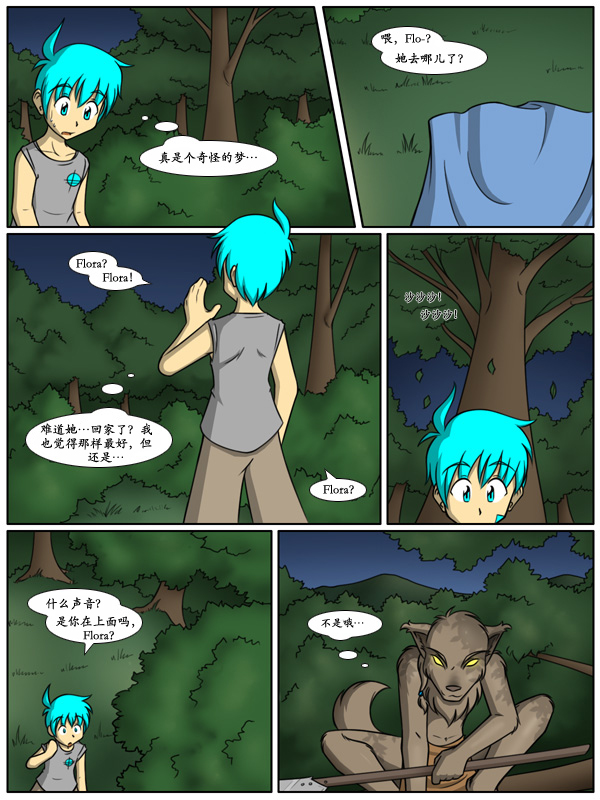 真是个奇怪的梦…
喂，Flo-?
她去哪儿了？
Flora?
Flora!
难道她…回家了？我
也觉得那样最好，但
还是…
Flora?
沙沙沙!
沙沙沙!
什么声音？
是你在上面吗，
Flora?
不是哦…